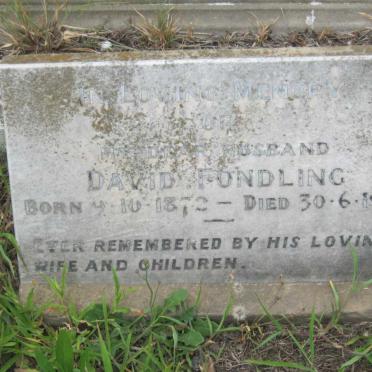 In Loving Memory
OF
HUSBAND
DAVID FONDLING
BORN 4-10-1872 — DIED 30-6-1
EVER REMEMBERED BY HIS LOVIN
WIFE AND CHILDREN.